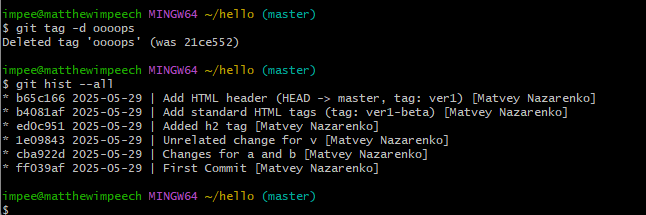 impee@matthewimpeech MINGW64 ~/hello (master)
$ git tag -d oooops
Deleted tag 'oooops' (was 21ce552)
impee@matthewimpeech MINGW64 ~/hello (master)
$ git hist --all
* b65c166 2025-05-29 | Add HTML header (HEAD -> master, tag: ver1) [Matvey Nazarenko]
* b4081af 2025-05-29 | Add standard HTML tags (tag: ver1-beta) [Matvey Nazarenko]
* ed0c951 2025-05-29 | Added h2 tag [Matvey Nazarenko]
* 1e09843 2025-05-29 | Unrelated change for v [Matvey Nazarenko]
* cba922d 2025-05-29 | Changes for a and b [Matvey Nazarenko]
* ff039af 2025-05-29 | First Commit [Matvey Nazarenko]
impee@matthewimpeech MINGW64 ~/hello (master)
$